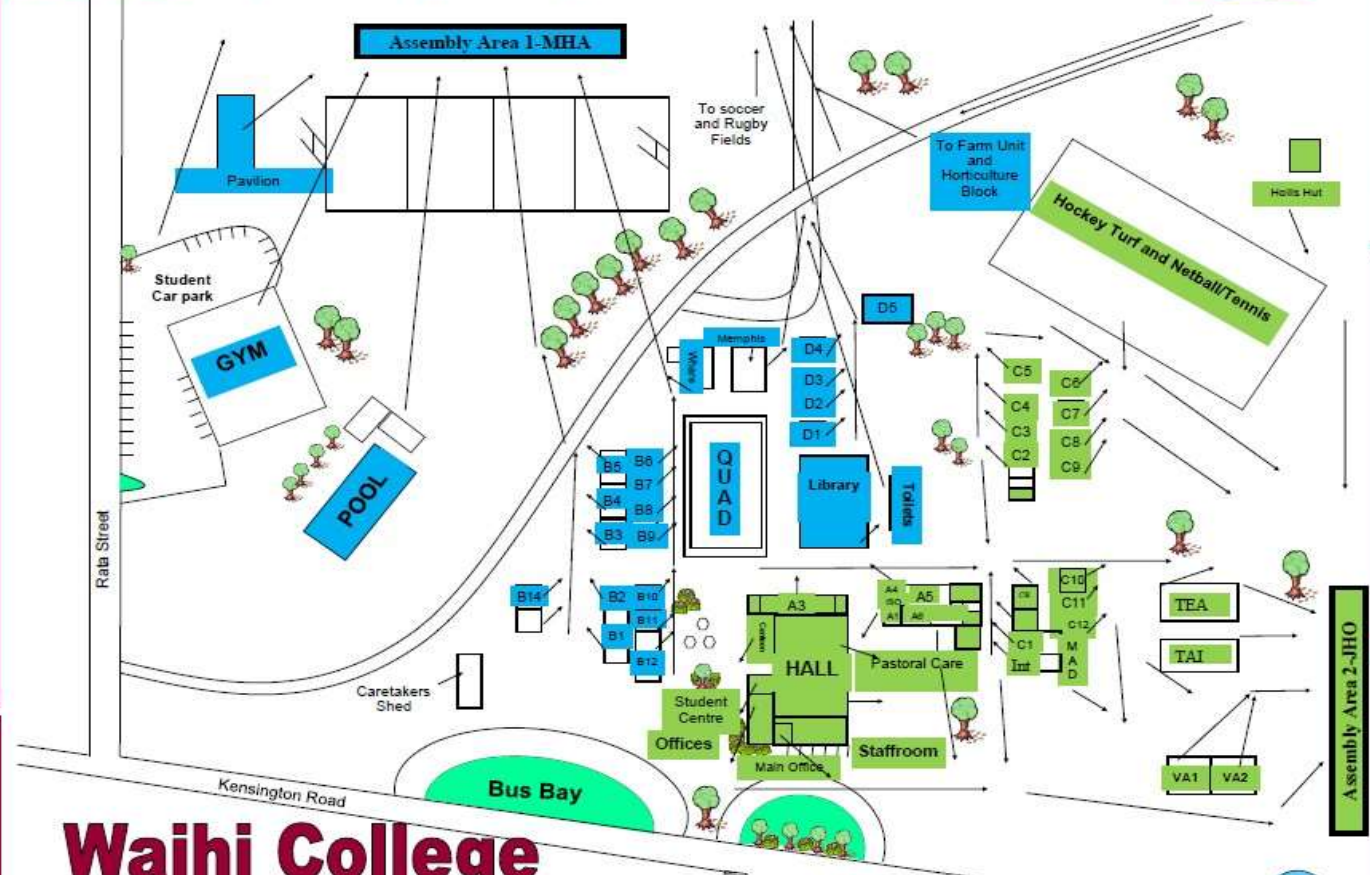 Assembly Area 1-MHA
To soccer
and Rugby
Fields
To Farm Unit
and
Horticulture
Block
Pavilion
Hollis Hut
Hockey Turf and Netball/Tennis
Student
Car park
GYM
POOL
Rata Street
D5
Memphis
Whare
D4
D3
D2
D1
C5
C4
C3
C2
C6
C7
C8
C9
B5
B4
B3
B6
B7
B8
B9
QUAD
Library
Toilets
B14
B2
B1
B10
B11
B12
A3
Canteen
HALL
A4
A5
A1
A6
Pastoral Care
C10
C11
C12
C1
Int
MAD
TEA
TAI
Assembly Area 2-JHO
Caretakers
Shed
Student
Centre
Offices
Main Office
Staffroom
VA1
VA2
Bus Bay
Kensington Road
Waihi College